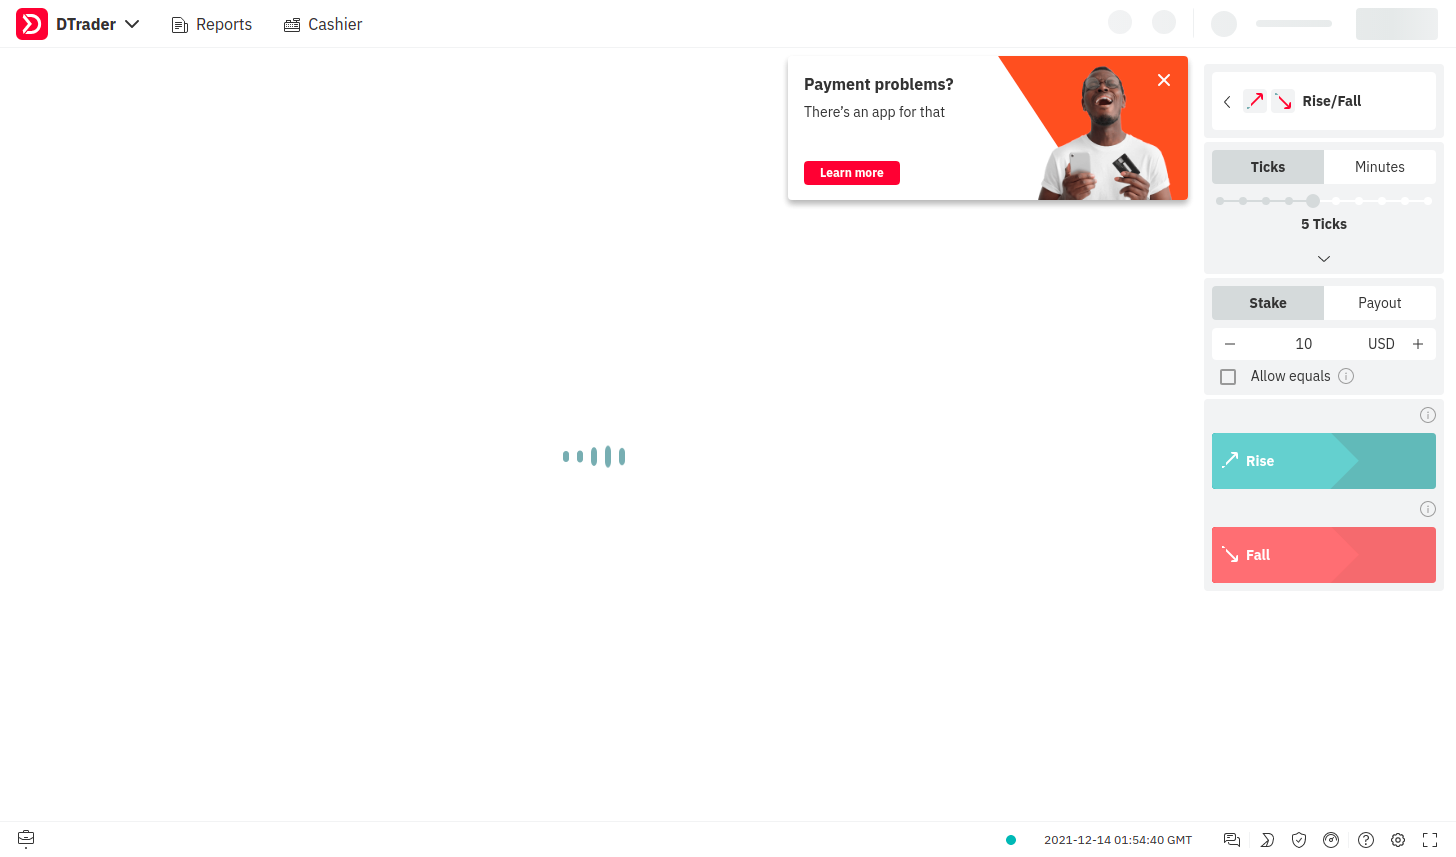 DTrader
Reports
Cashier
Payment problems?
There's an app for that
Learn more
Rise/Fall
Ticks
Minutes
5 Ticks
Stake
Payout
10
USD
Allow equals
Rise
Fall
2021-12-14 01:54:40 GMT